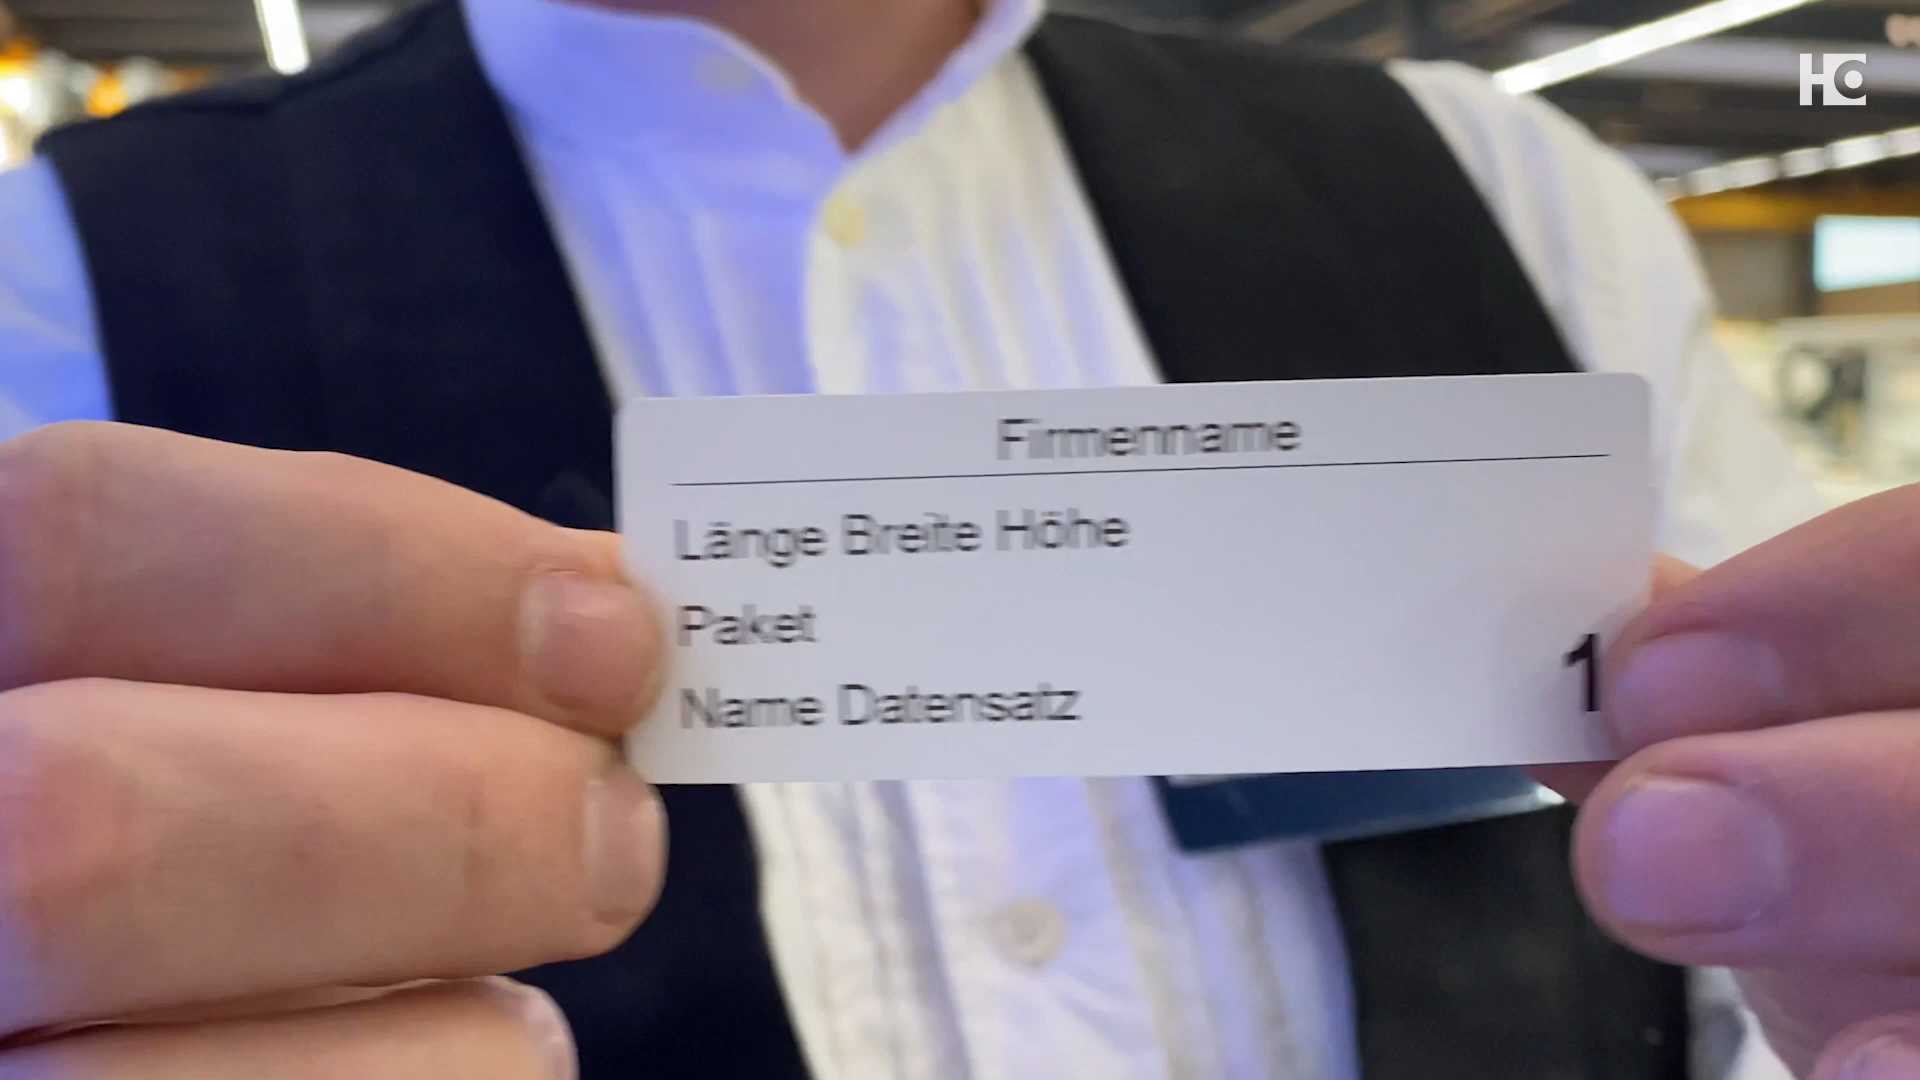 HC
Firmenname
Länge Breite Höhe
Paket
Name Datensatz
1